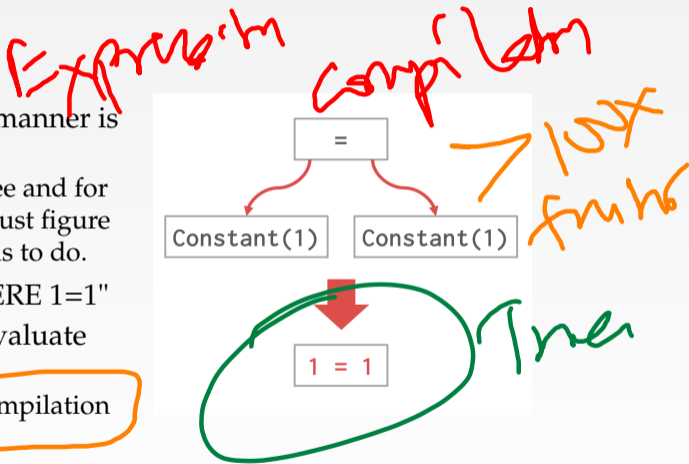 Expression Compilation
manner is
=
100x
ee and for
ust figure
Constant(1) Constant(1)
faster
s to do.
ERE 1=1"
valuate
True
1 = 1
mpilation